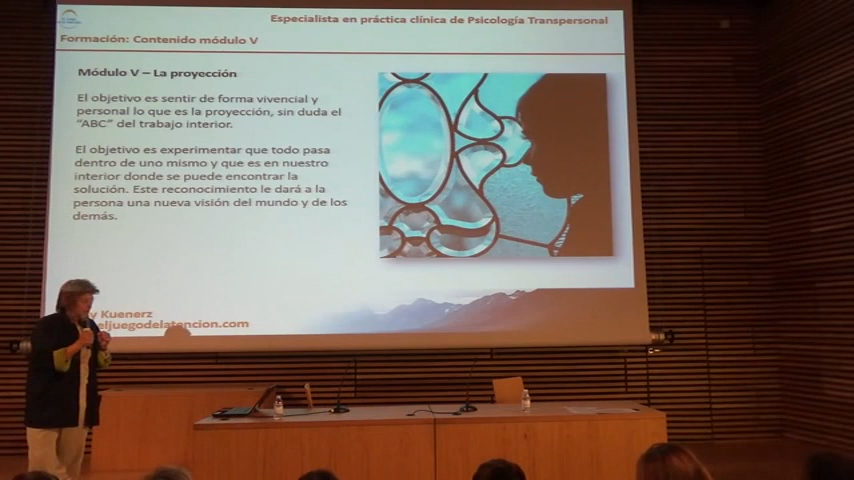 Especialista en práctica clínica de Psicología Transpersonal
Formación: Contenido módulo V
Módulo V – La proyección
El objetivo es sentir de forma vivencial y
personal lo que es la proyección, sin duda el
"ABC" del trabajo interior.
El objetivo es experimentar que todo pasa
dentro de uno mismo y que es en nuestro
interior donde se puede encontrar la
solución. Este reconocimiento le dará a la
persona una nueva visión del mundo y de los
demás.
Kuenerz
eljuegodelatencion.com